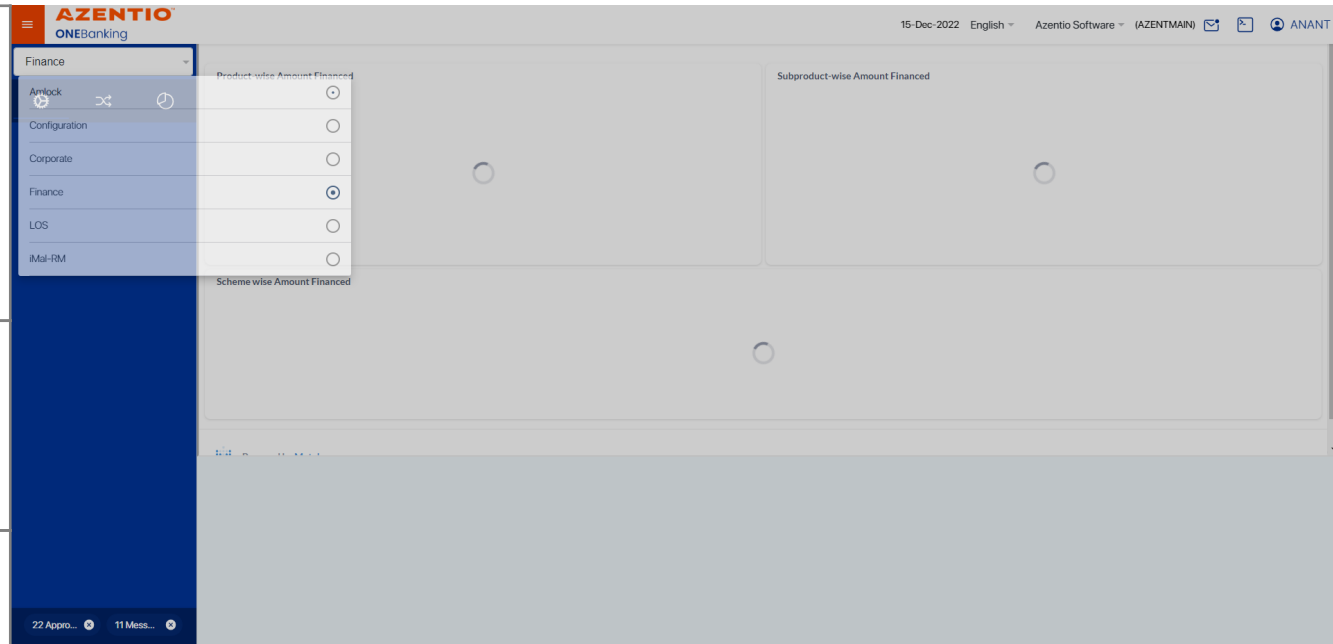 AZENTIO
ONEBanking
15-Dec-2022 English Azentio Software (AZENTMAIN) ANANT
Finance
Product-wise Amount Financed
Subproduct-wise Amount Financed
Amlock
Configuration
Corporate
Finance
LOS
iMal-RM
Scheme wise Amount Financed
22 Appro... 11 Mess...